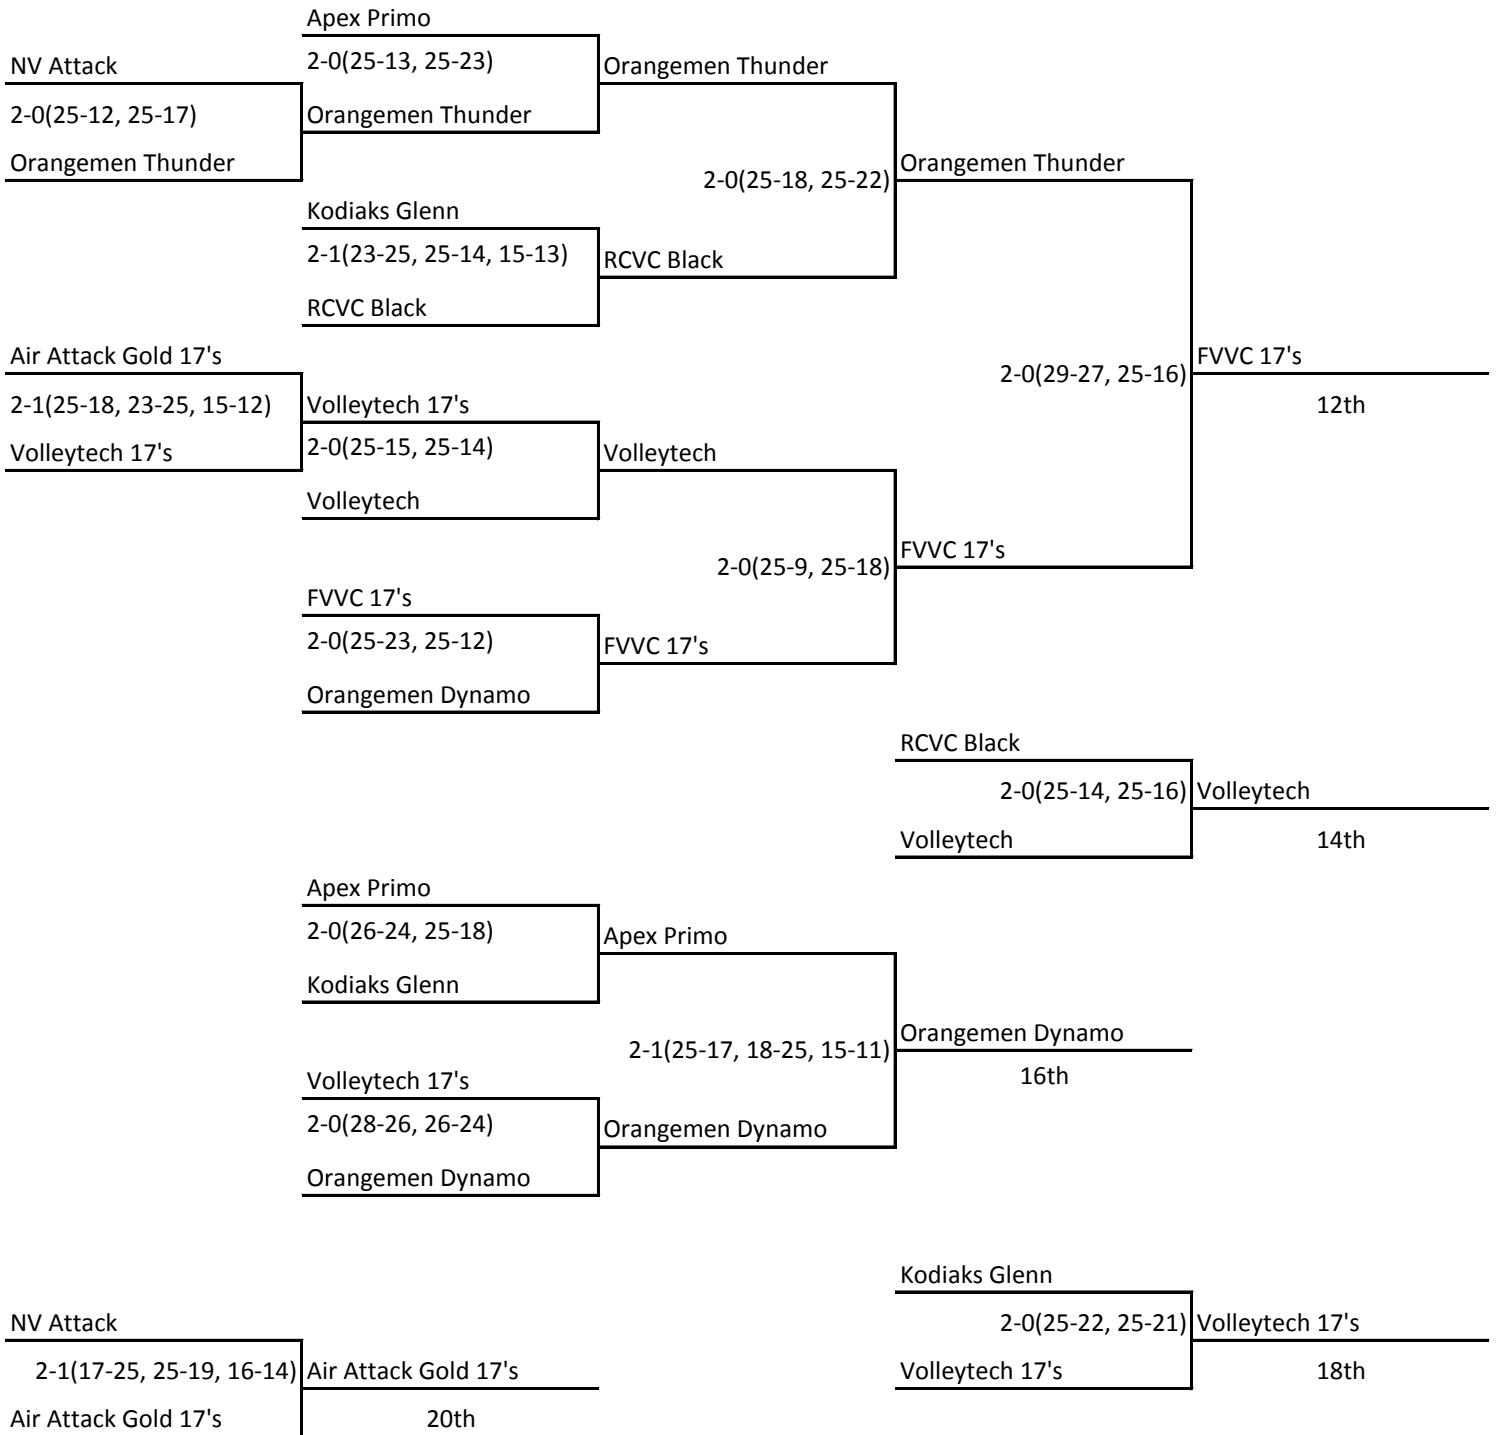 Apex Primo
NV Attack
2-0(25-13, 25-23)
Orangemen Thunder
2-0(25-12, 25-17)
Orangemen Thunder
Orangemen Thunder
Orangemen Thunder
2-0(25-18, 25-22)
Kodiaks Glenn
2-1(23-25, 25-14, 15-13)
RCVC Black
RCVC Black
Air Attack Gold 17's
FVVC 17's
2-0(29-27, 25-16)
2-1(25-18, 23-25, 15-12)
Volleytech 17's
12th
Volleytech 17's
2-0(25-15, 25-14)
Volleytech
Volleytech
FVVC 17's
2-0(25-9, 25-18)
FVVC 17's
2-0(25-23, 25-12)
FVVC 17's
Orangemen Dynamo
RCVC Black
2-0(25-14, 25-16)
Volleytech
Volleytech
14th
Apex Primo
2-0(26-24, 25-18)
Apex Primo
Kodiaks Glenn
Orangemen Dynamo
2-1(25-17, 18-25, 15-11)
Volleytech 17's
16th
2-0(28-26, 26-24)
Orangemen Dynamo
Orangemen Dynamo
Kodiaks Glenn
NV Attack
2-0(25-22, 25-21)
Volleytech 17's
2-1(17-25, 25-19, 16-14)
Air Attack Gold 17's
Volleytech 17's
18th
Air Attack Gold 17's
20th